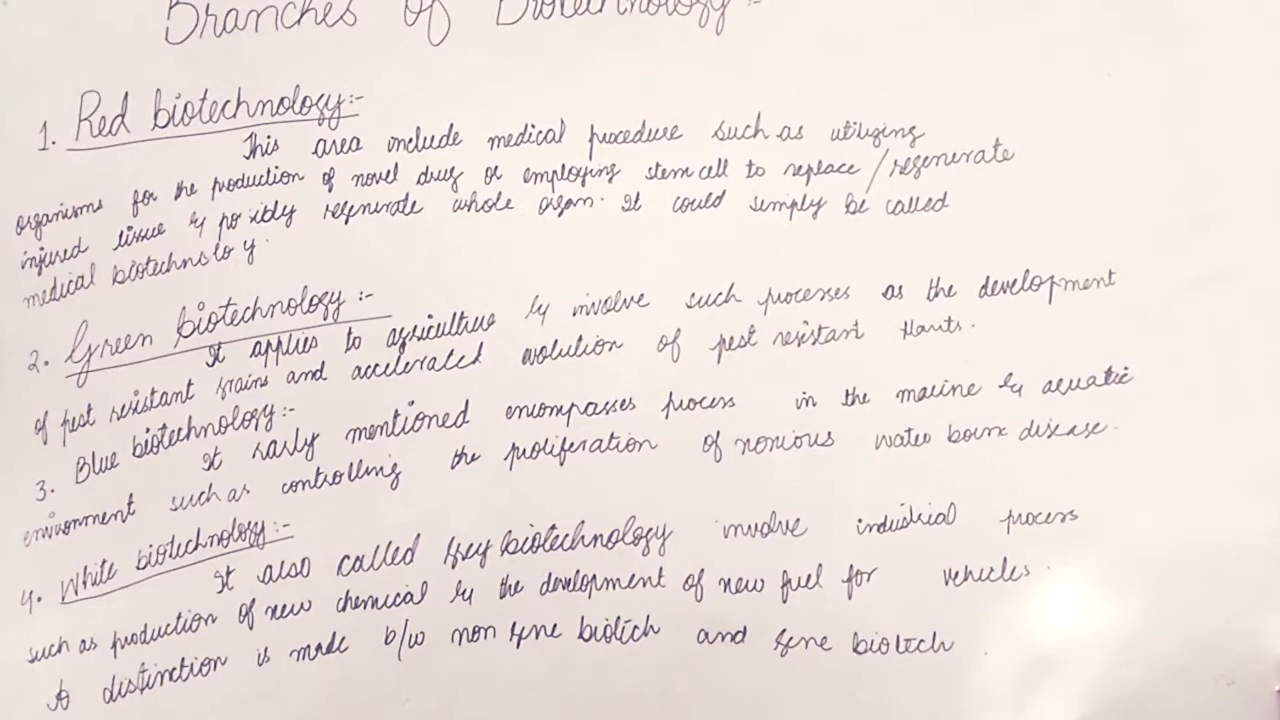 Branches of Biotechnology :-
1. Red biotechnology:-
This area include medical procedure such as utilizing
organisms for the production of novel drug or employing stem cell to replace / regenerate
injured tissue & possibly regenerate whole organ. It could simply be called
medical biotechnology.
2. Green biotechnology :-
It applies to agriculture & involve such processes as the development
of pest resistant grains and accelerated evolution of pest resistant plants.
3. Blue biotechnology:-
It rarly mentioned encompasses process in the marine & aquatic
environment such as controlling the proliferation of noxious water borne disease.
4. White biotechnology:-
It also called grey biotechnology involve industrial process
such as production of new chemical & the development of new fuel for vehicles.
A distinction is made b/w non gene biotech and gene biotech.